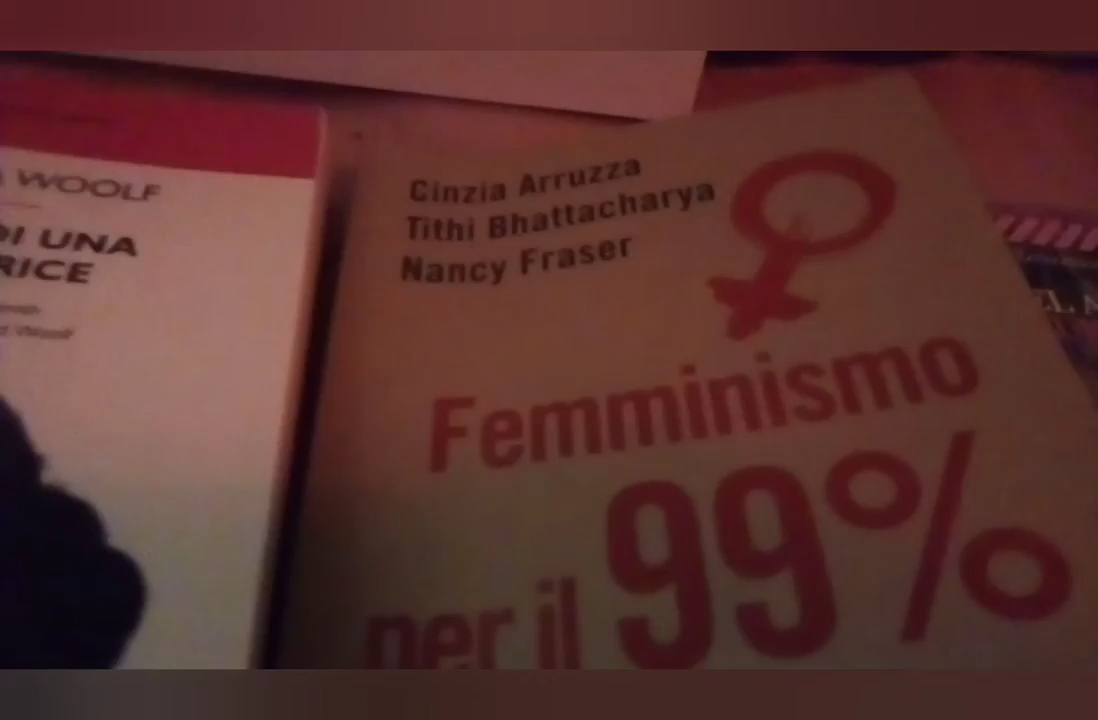 WOOLF
DI UNA
RICE
Cinzia Arruzza
Tithi Bhattacharya
Nancy Fraser
Femminismo
per il 99%